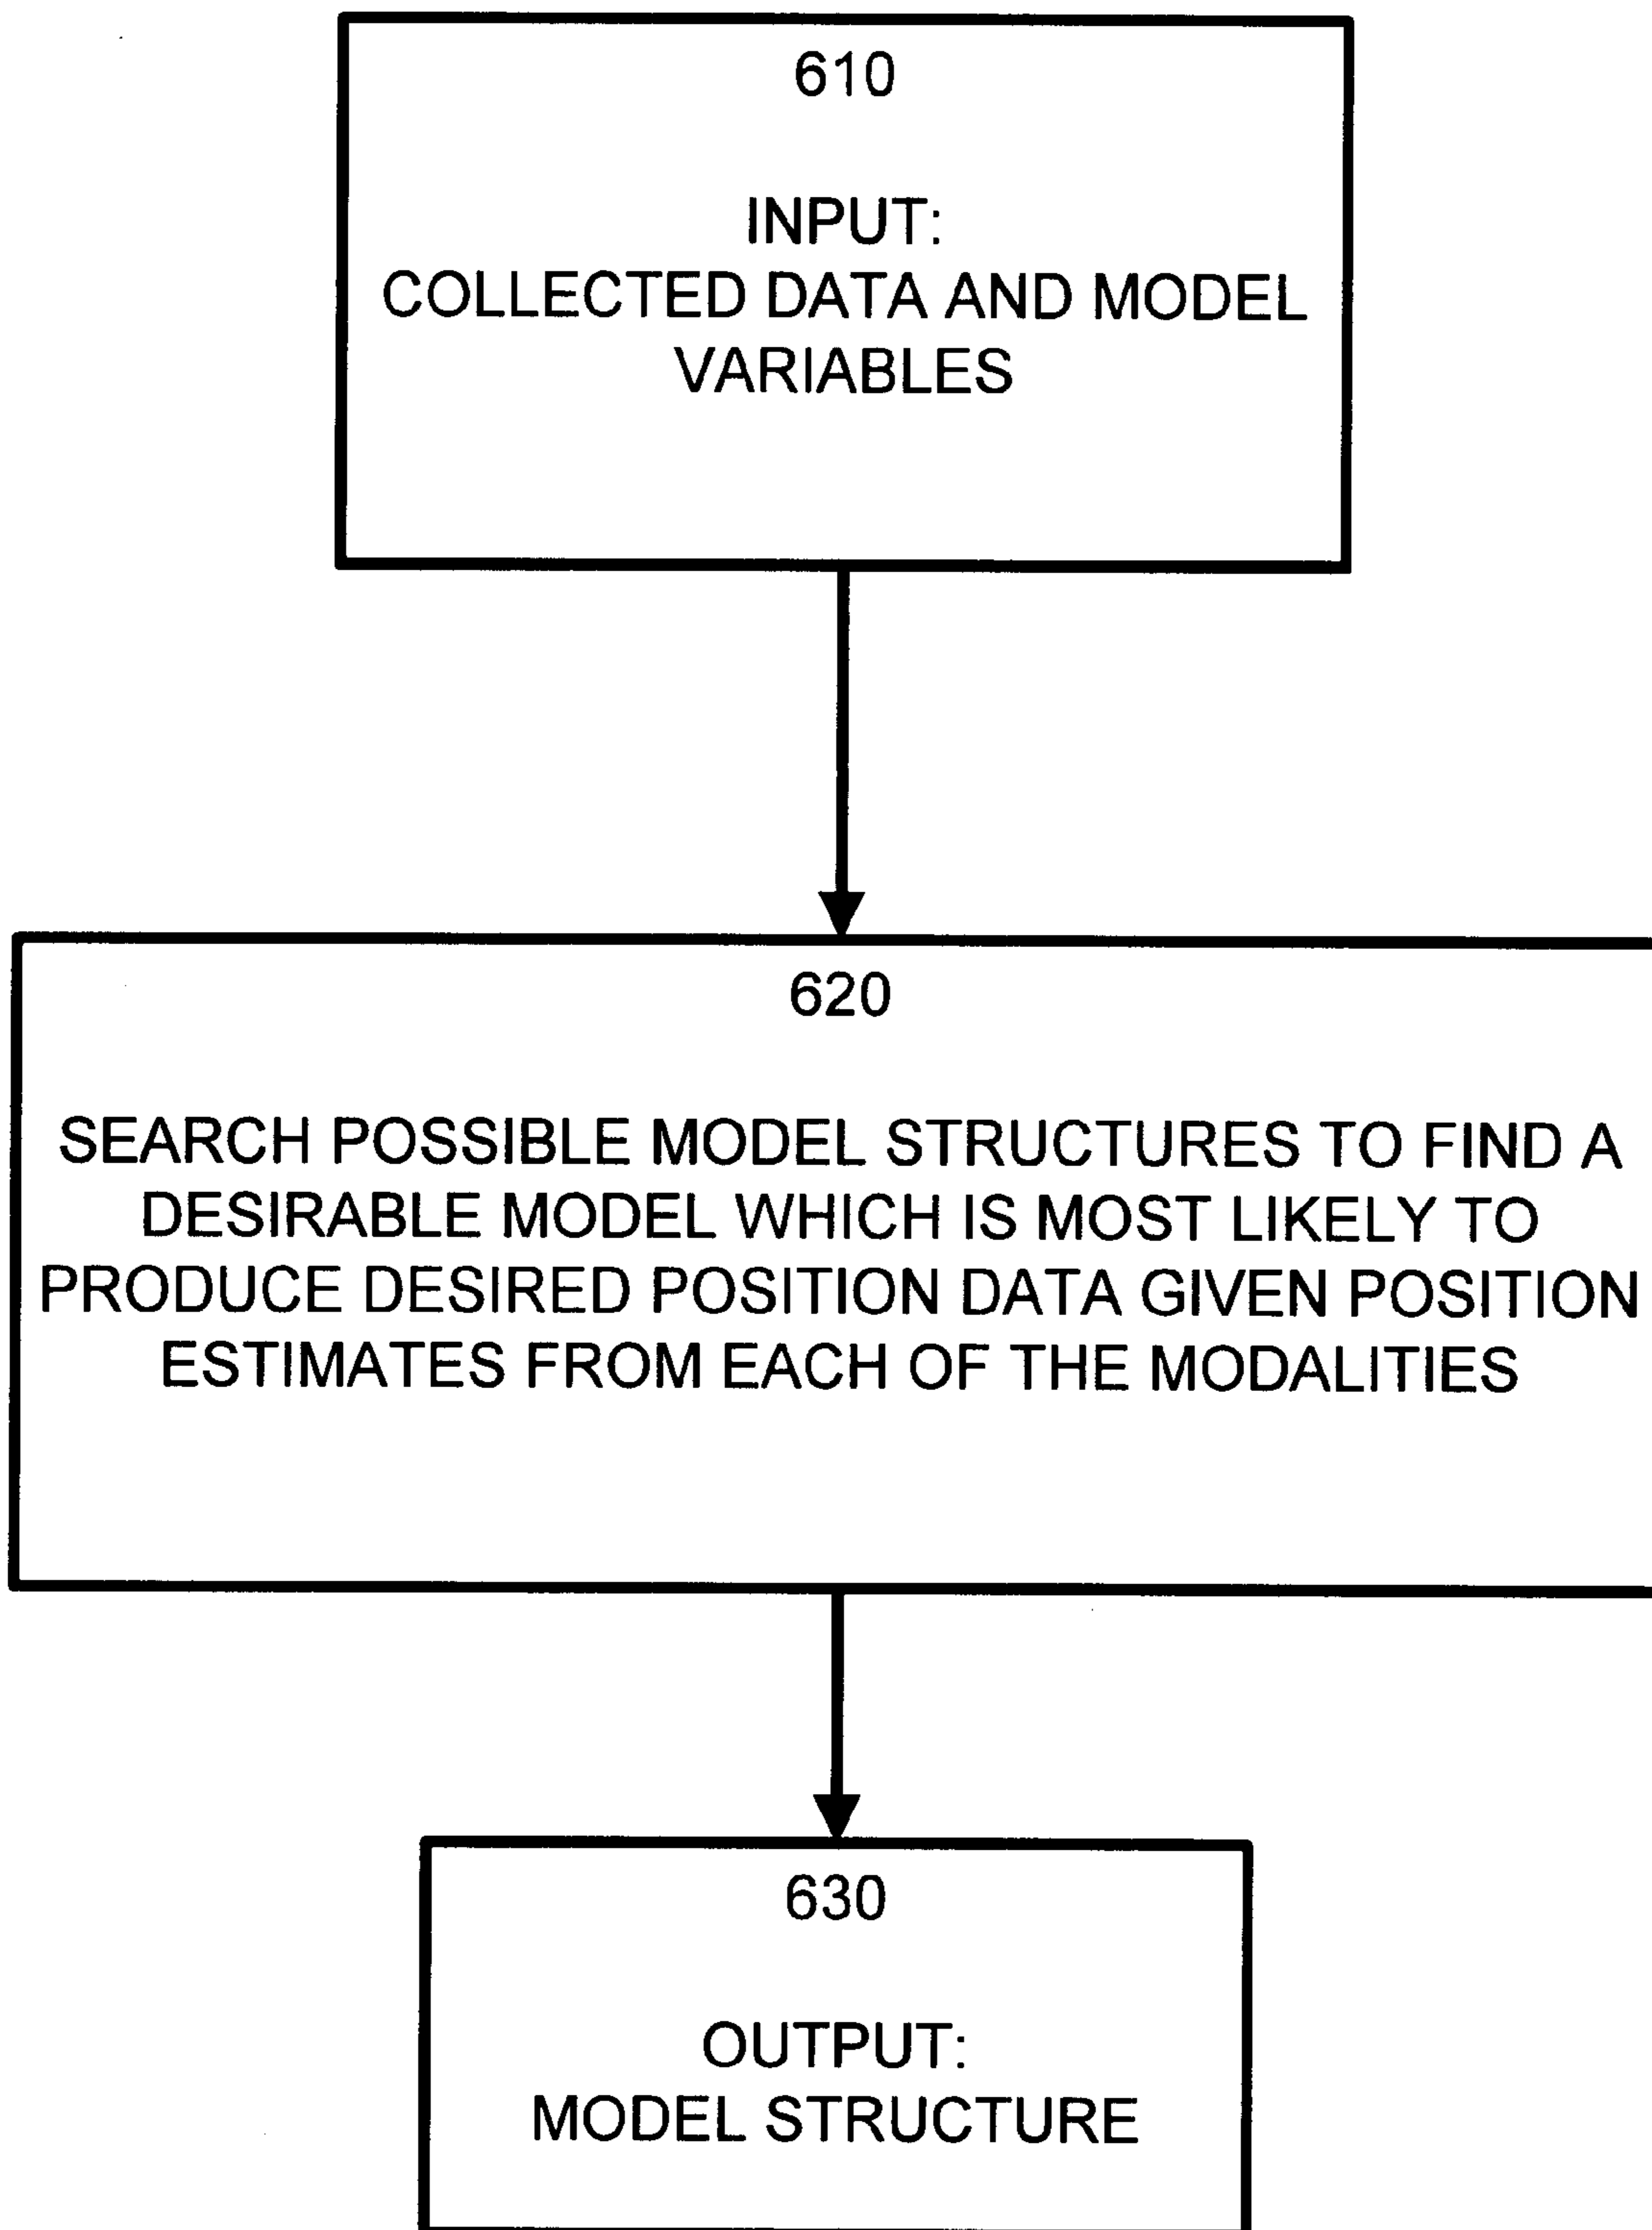 610
INPUT:
COLLECTED DATA AND MODEL
VARIABLES
620
SEARCH POSSIBLE MODEL STRUCTURES TO FIND A
DESIRABLE MODEL WHICH IS MOST LIKELY TO
PRODUCE DESIRED POSITION DATA GIVEN POSITION
ESTIMATES FROM EACH OF THE MODALITIES
630
OUTPUT:
MODEL STRUCTURE